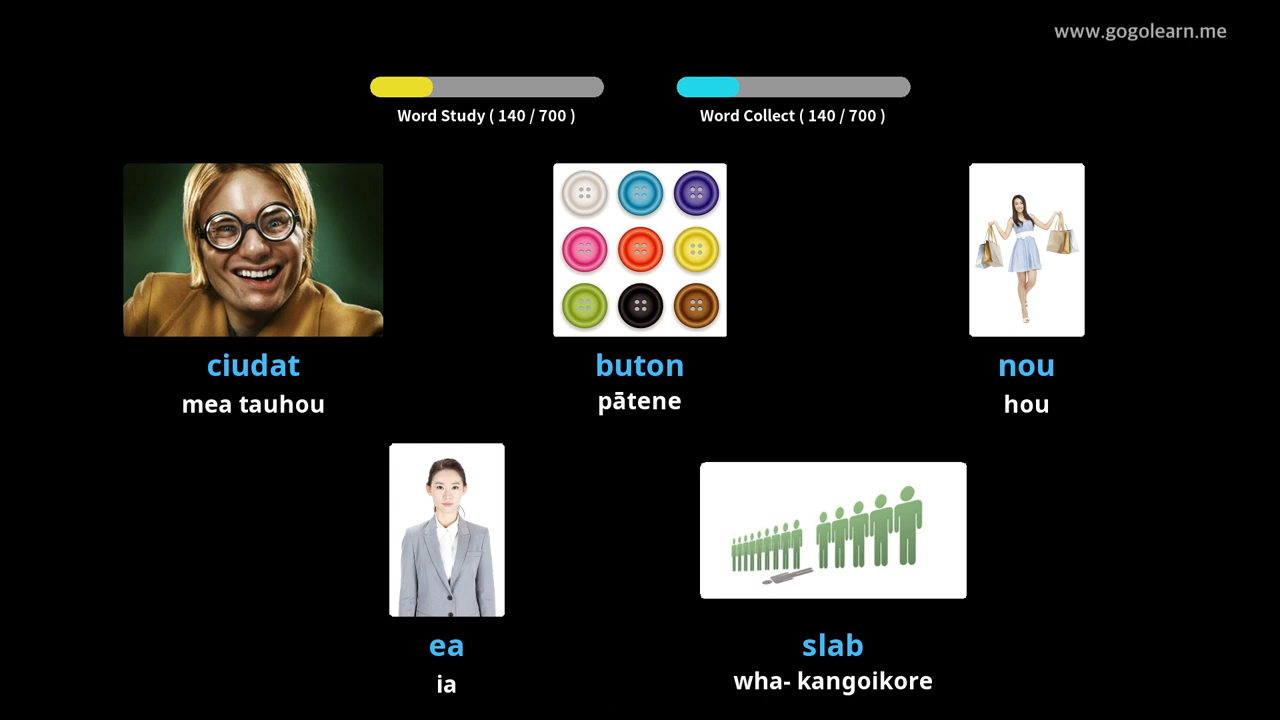 www.gogolearn.me
Word Study ( 140 / 700 )
Word Collect ( 140 / 700 )
ciudat
mea tauhou
buton
pātene
nou
hou
ea
ia
slab
wha- kangoikore